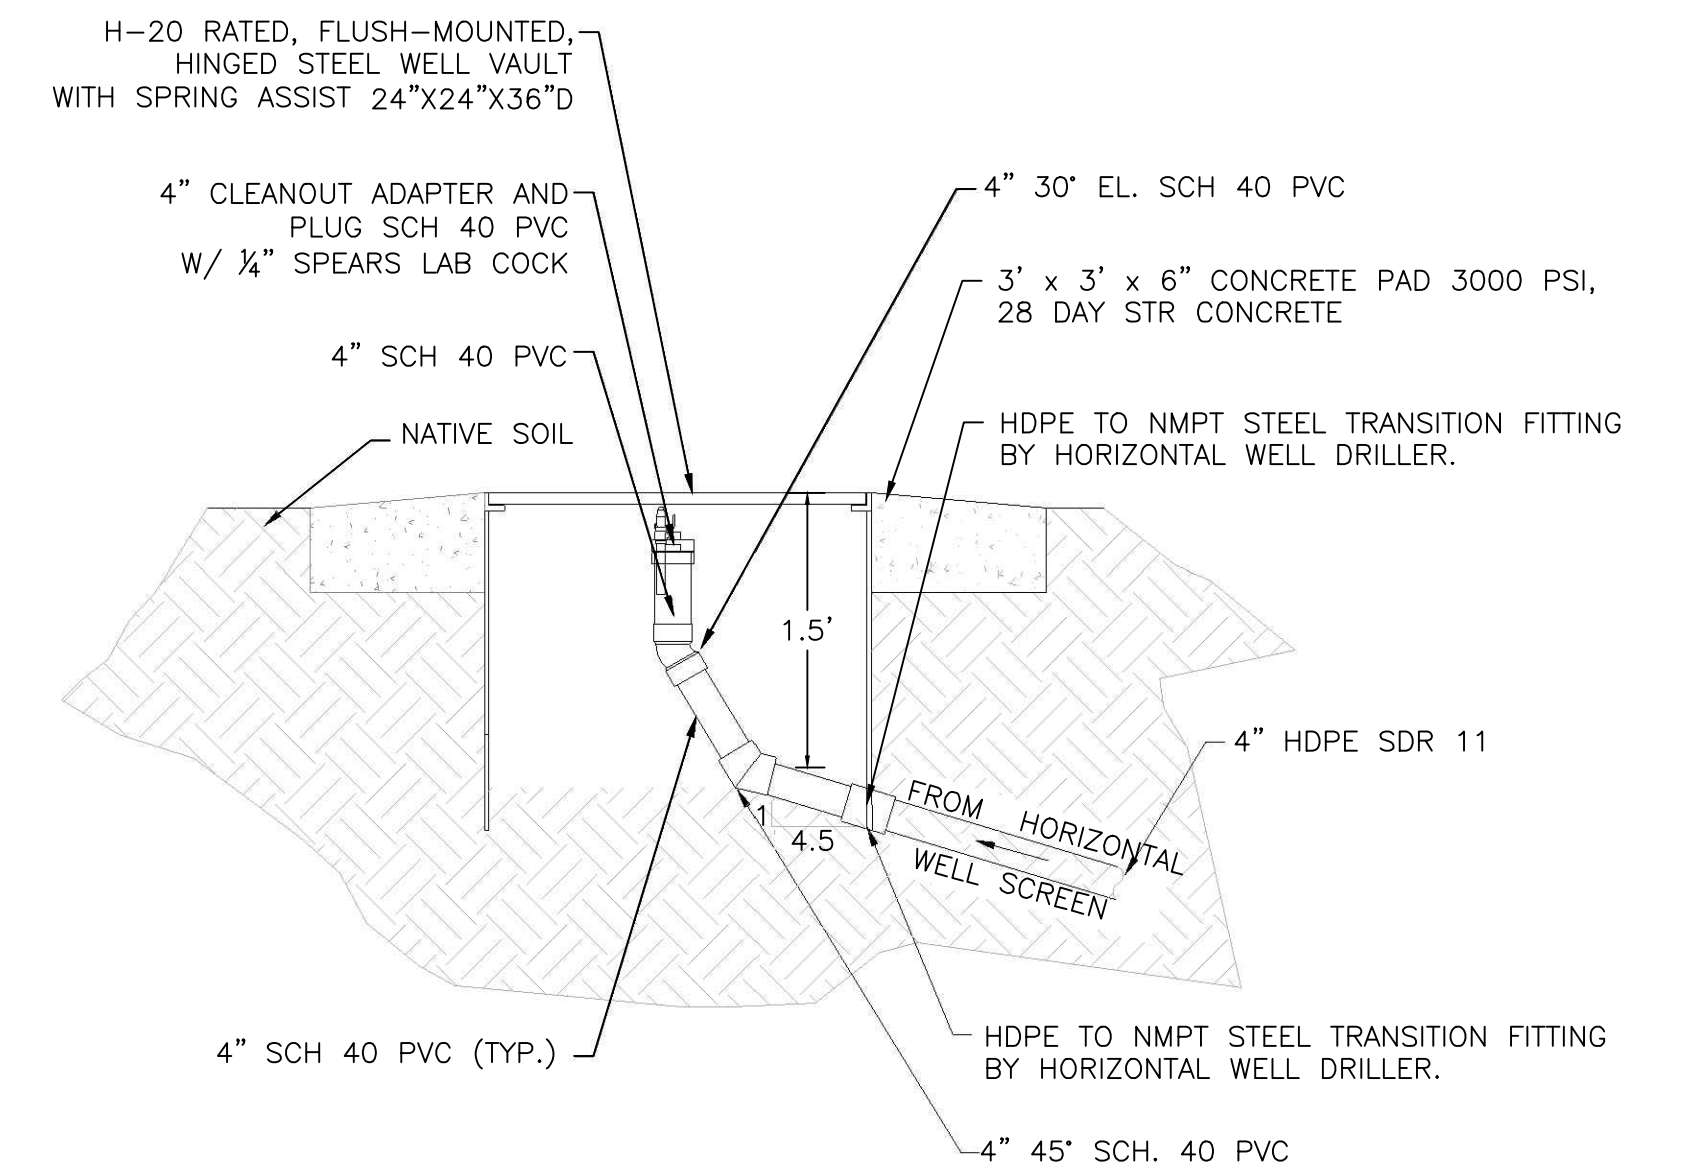 H-20 RATED, FLUSH-MOUNTED,
HINGED STEEL WELL VAULT
WITH SPRING ASSIST 24"X24"X36"D
4" CLEANOUT ADAPTER AND
PLUG SCH 40 PVC
W/ ¼" SPEARS LAB COCK
4" SCH 40 PVC
NATIVE SOIL
4" 30° EL. SCH 40 PVC
3' x 3' x 6" CONCRETE PAD 3000 PSI,
28 DAY STR CONCRETE
HDPE TO NMPT STEEL TRANSITION FITTING
BY HORIZONTAL WELL DRILLER.
1.5'
4" HDPE SDR 11
FROM HORIZONTAL
WELL SCREEN
1
4.5
4" SCH 40 PVC (TYP.)
HDPE TO NMPT STEEL TRANSITION FITTING
BY HORIZONTAL WELL DRILLER.
4" 45° SCH. 40 PVC